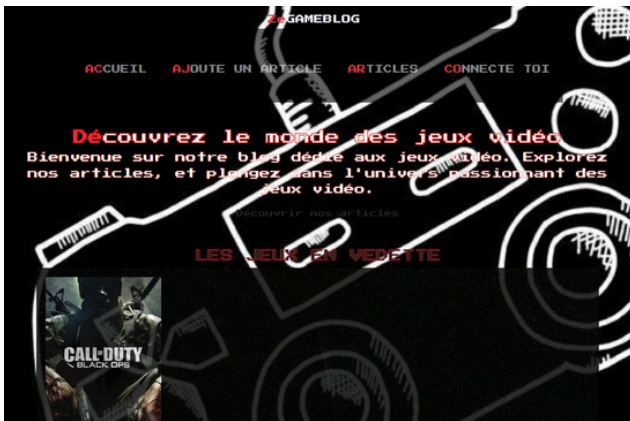 ZeGAMEBLOG
ACCUEIL AJOUTE UN ARTICLE ARTICLES CONNECTE TOI
Découvrez le monde des jeux vidéo
Bienvenue sur notre blog dédié aux jeux vidéo. Explorez
nos articles, et plongez dans l'univers passionnant des
jeux vidéo.
Découvrir nos articles
LES JEUX EN VEDETTE
CALL OF DUTY
BLACK OPS